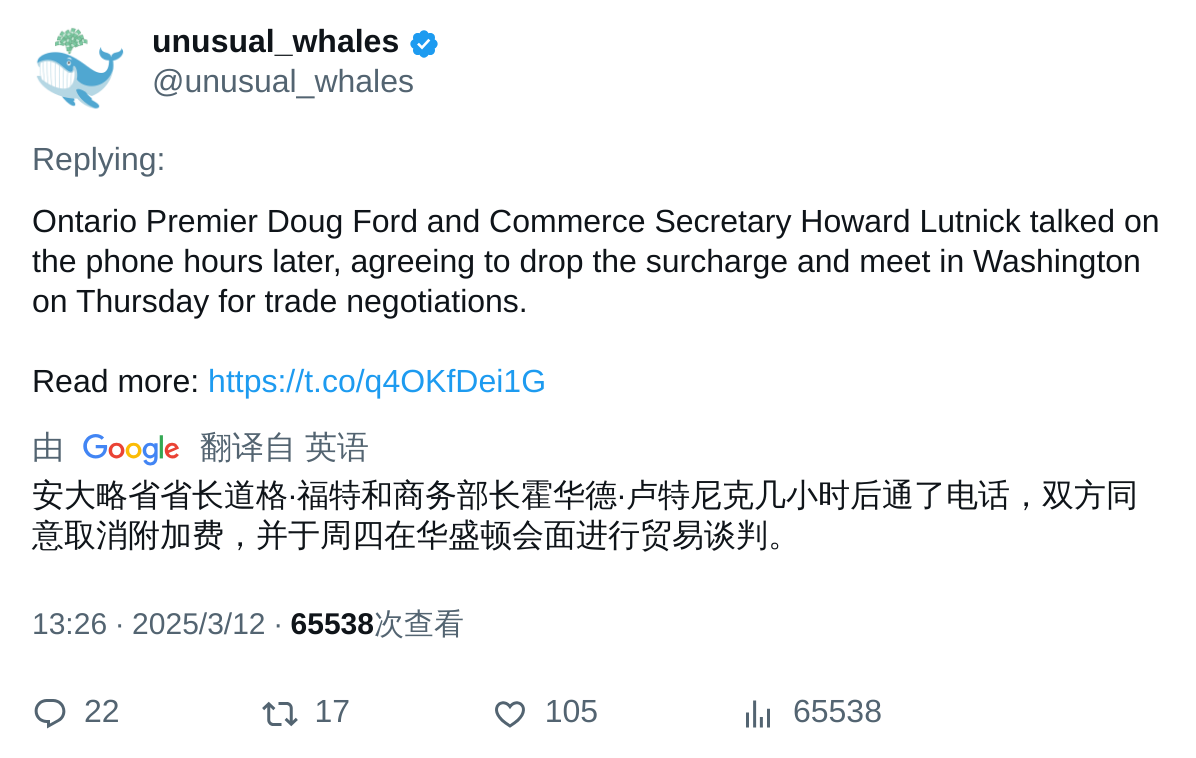 unusual_whales
@unusual_whales
Replying:
Ontario Premier Doug Ford and Commerce Secretary Howard Lutnick talked on
the phone hours later, agreeing to drop the surcharge and meet in Washington
on Thursday for trade negotiations.
Read more: https://t.co/q4OKfDei1G
由 Google 翻译自 英语
安大略省省长道格·福特和商务部长霍华德·卢特尼克几小时后通了电话，双方同
意取消附加费，并于周四在华盛顿会面进行贸易谈判。
13:26 · 2025/3/12 · 65538次查看
22 17 105 65538